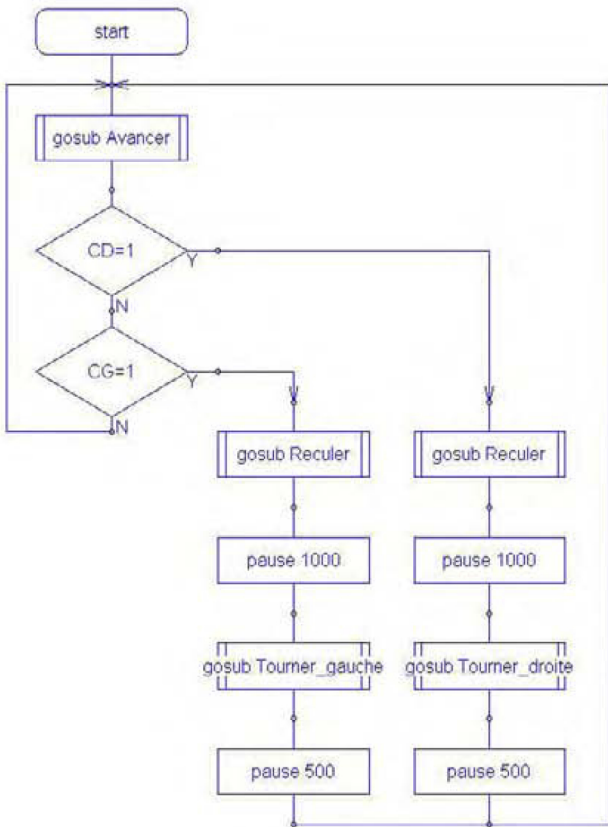 start
gosub Avancer
CD=1
Y
N
CG=1
Y
N
gosub Reculer
gosub Reculer
pause 1000
pause 1000
gosub Tourner_gauche
gosub Tourner_droite
pause 500
pause 500